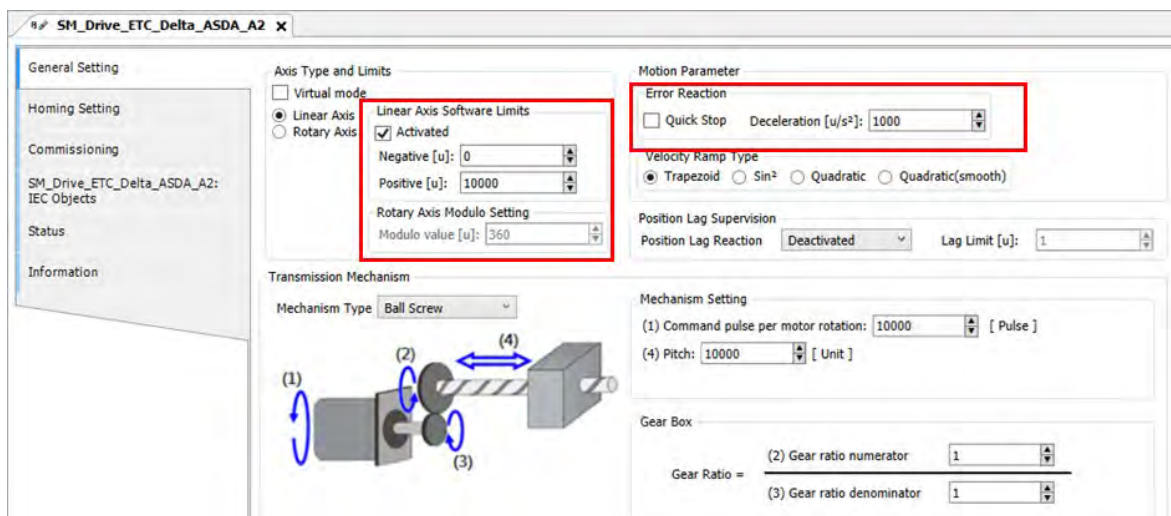 SM_Drive_ETC_Delta_ASDA_A2 X
General Setting
Homing Setting
Commissioning
SM_Drive_ETC_Delta_ASDA_A2:
IEC Objects
Status
Information
Axis Type and Limits
Virtual mode
Linear Axis
Rotary Axis
Linear Axis Software Limits
Activated
Negative [u]: 0
Positive [u]: 10000
Rotary Axis Modulo Setting
Modulo value [u]: 360
Motion Parameter
Error Reaction
Quick Stop Deceleration [u/s²]: 1000
Velocity Ramp Type
Trapezoid Sin² Quadratic Quadratic(smooth)
Position Lag Supervision
Position Lag Reaction Deactivated Lag Limit [u]: 1
Transmission Mechanism
Mechanism Type Ball Screw
(1)
(2)
(4)
(3)
Mechanism Setting
(1) Command pulse per motor rotation: 10000 [ Pulse ]
(4) Pitch: 10000 [ Unit ]
Gear Box
Gear Ratio =
(2) Gear ratio numerator 1
(3) Gear ratio denominator 1